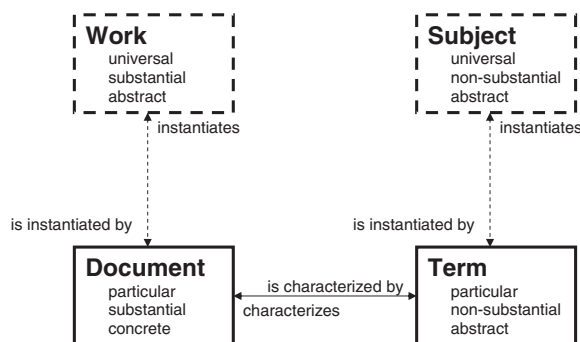 Work
universal
substantial
abstract
Subject
universal
non-substantial
abstract
instantiates
instantiates
is instantiated by
is instantiated by
Document
particular
substantial
concrete
is characterized by
characterizes
Term
particular
non-substantial
abstract